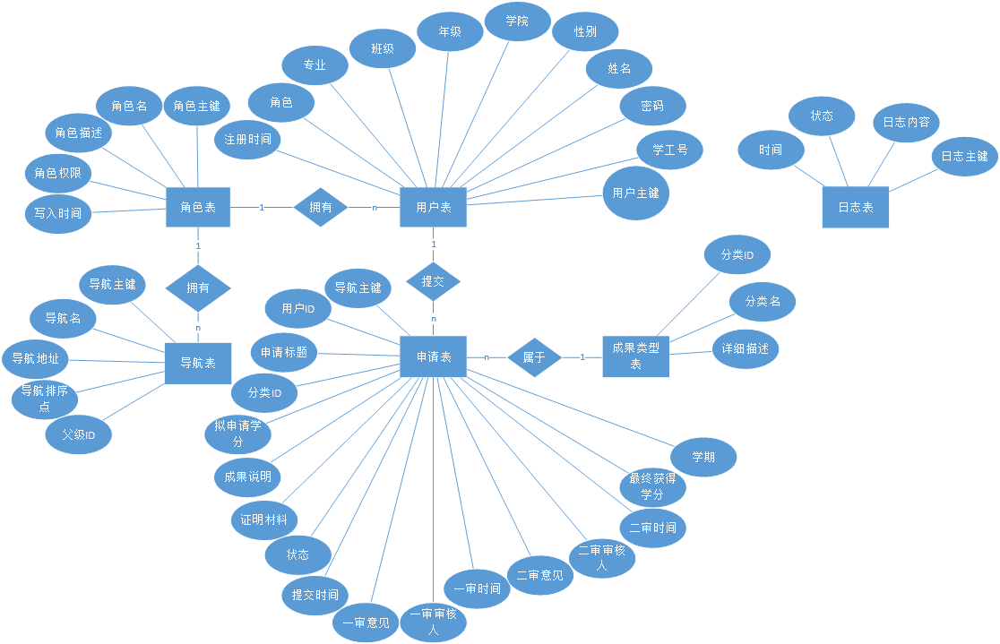 学院
年级
性别
班级
专业
姓名
角色
密码
注册时间
学工号
用户主键
用户表
角色名
角色主键
角色描述
角色权限
写入时间
角色表
1
拥有
n
状态
日志内容
时间
日志主键
日志表
1
拥有
n
导航主键
导航名
导航地址
导航排序
点
父级ID
导航表
1
提交
n
导航主键
用户ID
申请标题
分类ID
拟申请学
分
成果说明
证明材料
状态
提交时间
一审意见
一审审核
人
一审时间
二审意见
二审审核
人
二审时间
最终获得
学分
学期
申请表
n
属于
1
成果类型
表
分类ID
分类名
详细描述